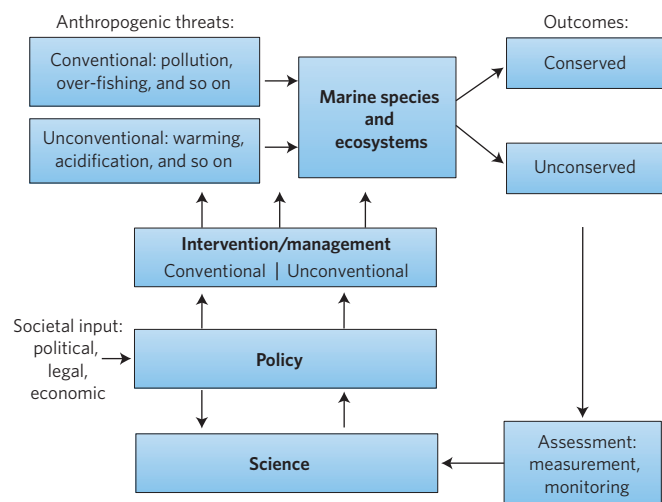 Anthropogenic threats:
Outcomes:
Conventional: pollution,
over-fishing, and so on
Marine species
and
ecosystems
Conserved
Unconventional: warming,
acidification, and so on
Unconserved
Intervention/management
Conventional | Unconventional
Societal input:
political,
legal,
economic
Policy
Science
Assessment:
measurement,
monitoring